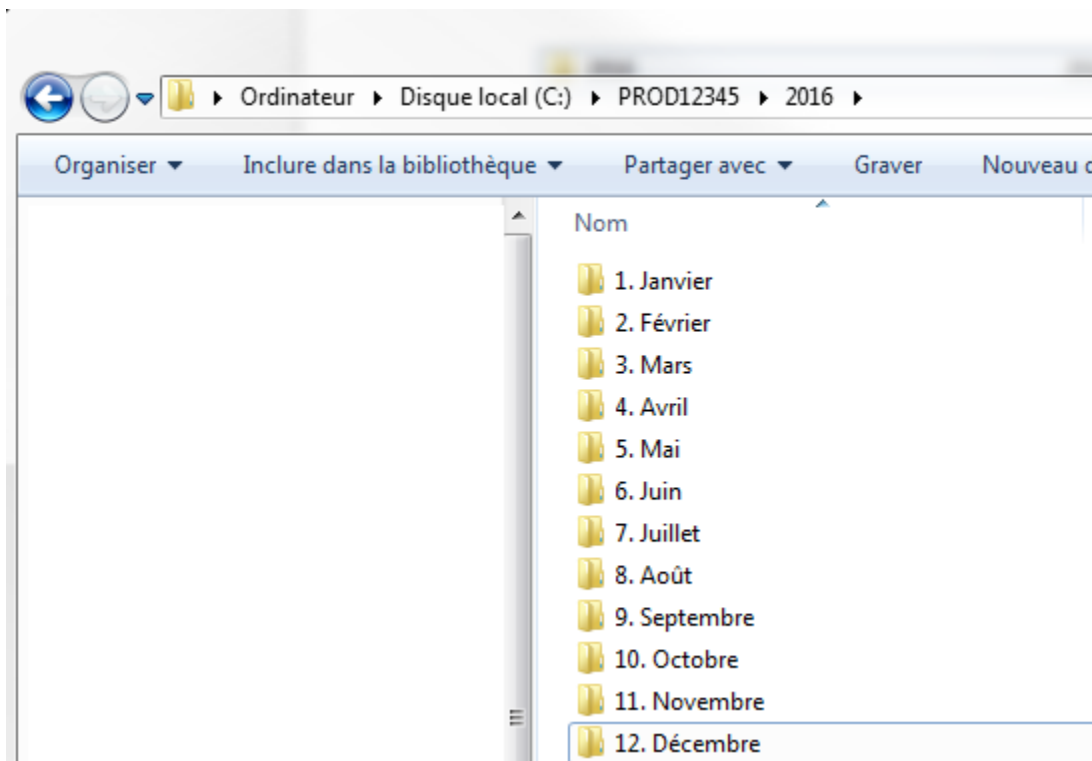 Ordinateur Disque local (C:) PROD12345 2016
Organiser Inclure dans la bibliothèque Partager avec Graver Nouveau
Nom
1. Janvier
2. Février
3. Mars
4. Avril
5. Mai
6. Juin
7. Juillet
8. Août
9. Septembre
10. Octobre
11. Novembre
12. Décembre